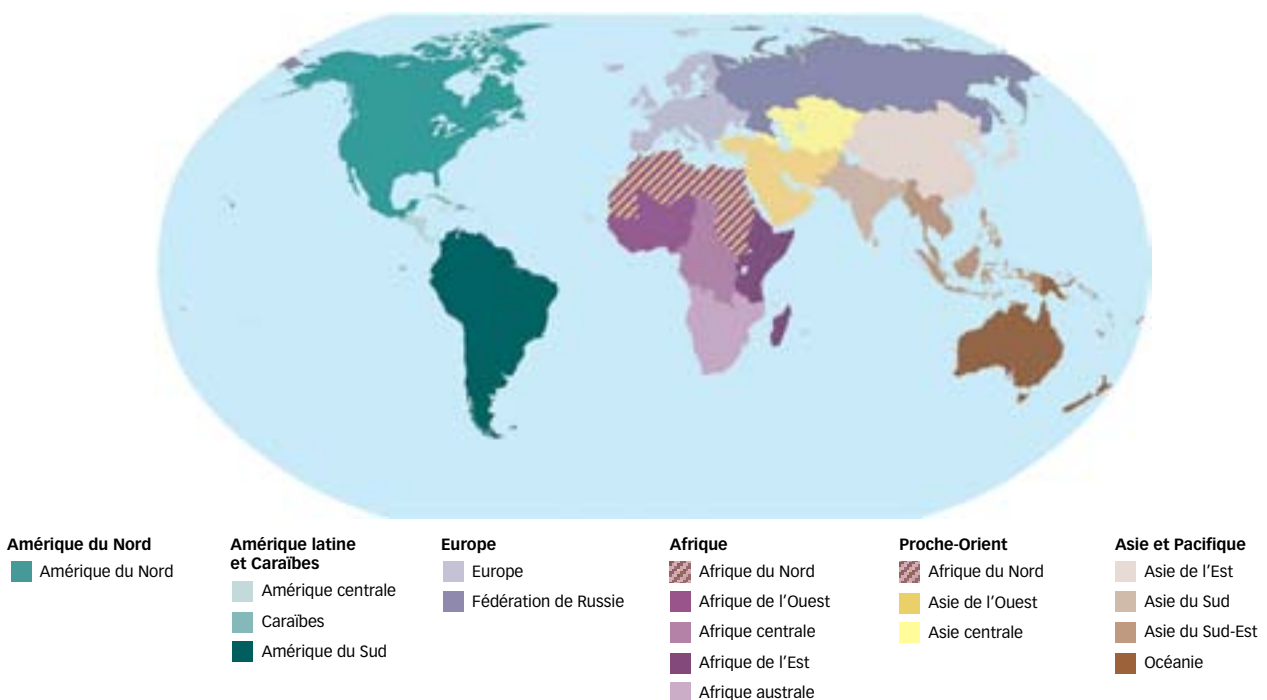 Amérique du Nord
Amérique du Nord
Amérique latine
et Caraïbes
Amérique centrale
Caraïbes
Amérique du Sud
Europe
Europe
Fédération de Russie
Afrique
Afrique du Nord
Afrique de l'Ouest
Afrique centrale
Afrique de l'Est
Afrique australe
Proche-Orient
Afrique du Nord
Asie de l'Ouest
Asie centrale
Asie et Pacifique
Asie de l'Est
Asie du Sud
Asie du Sud-Est
Océanie